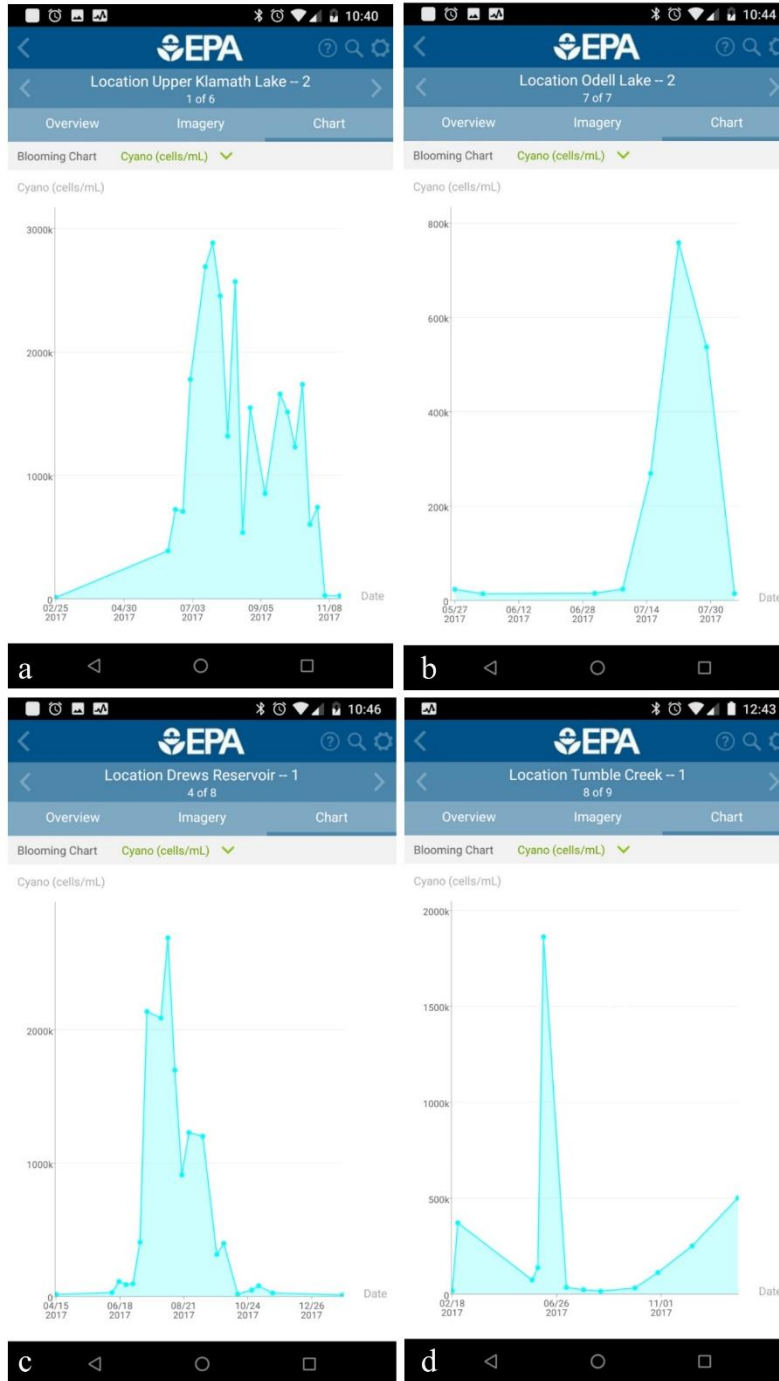 10:40
EPA
Location Upper Klamath Lake -- 2
1 of 6
Overview Imagery Chart
Blooming Chart Cyano (cells/mL)
Cyano (cells/mL)
3000k
2000k
1000k
0
02/25 04/30 07/03 09/05 11/08 Date
2017 2017 2017 2017 2017
a
10:44
EPA
Location Odell Lake -- 2
7 of 7
Overview Imagery Chart
Blooming Chart Cyano (cells/mL)
Cyano (cells/mL)
800k
600k
400k
200k
0
05/27 06/12 06/28 07/14 07/30 Date
2017 2017 2017 2017 2017
b
10:46
EPA
Location Drews Reservoir -- 1
4 of 8
Overview Imagery Chart
Blooming Chart Cyano (cells/mL)
Cyano (cells/mL)
2000k
1000k
0
04/15 06/18 08/21 10/24 12/26 Date
2017 2017 2017 2017 2017
c
12:43
EPA
Location Tumble Creek -- 1
8 of 9
Overview Imagery Chart
Blooming Chart Cyano (cells/mL)
Cyano (cells/mL)
2000k
1500k
1000k
500k
0
02/18 06/26 11/01 Date
2017 2017 2017
d